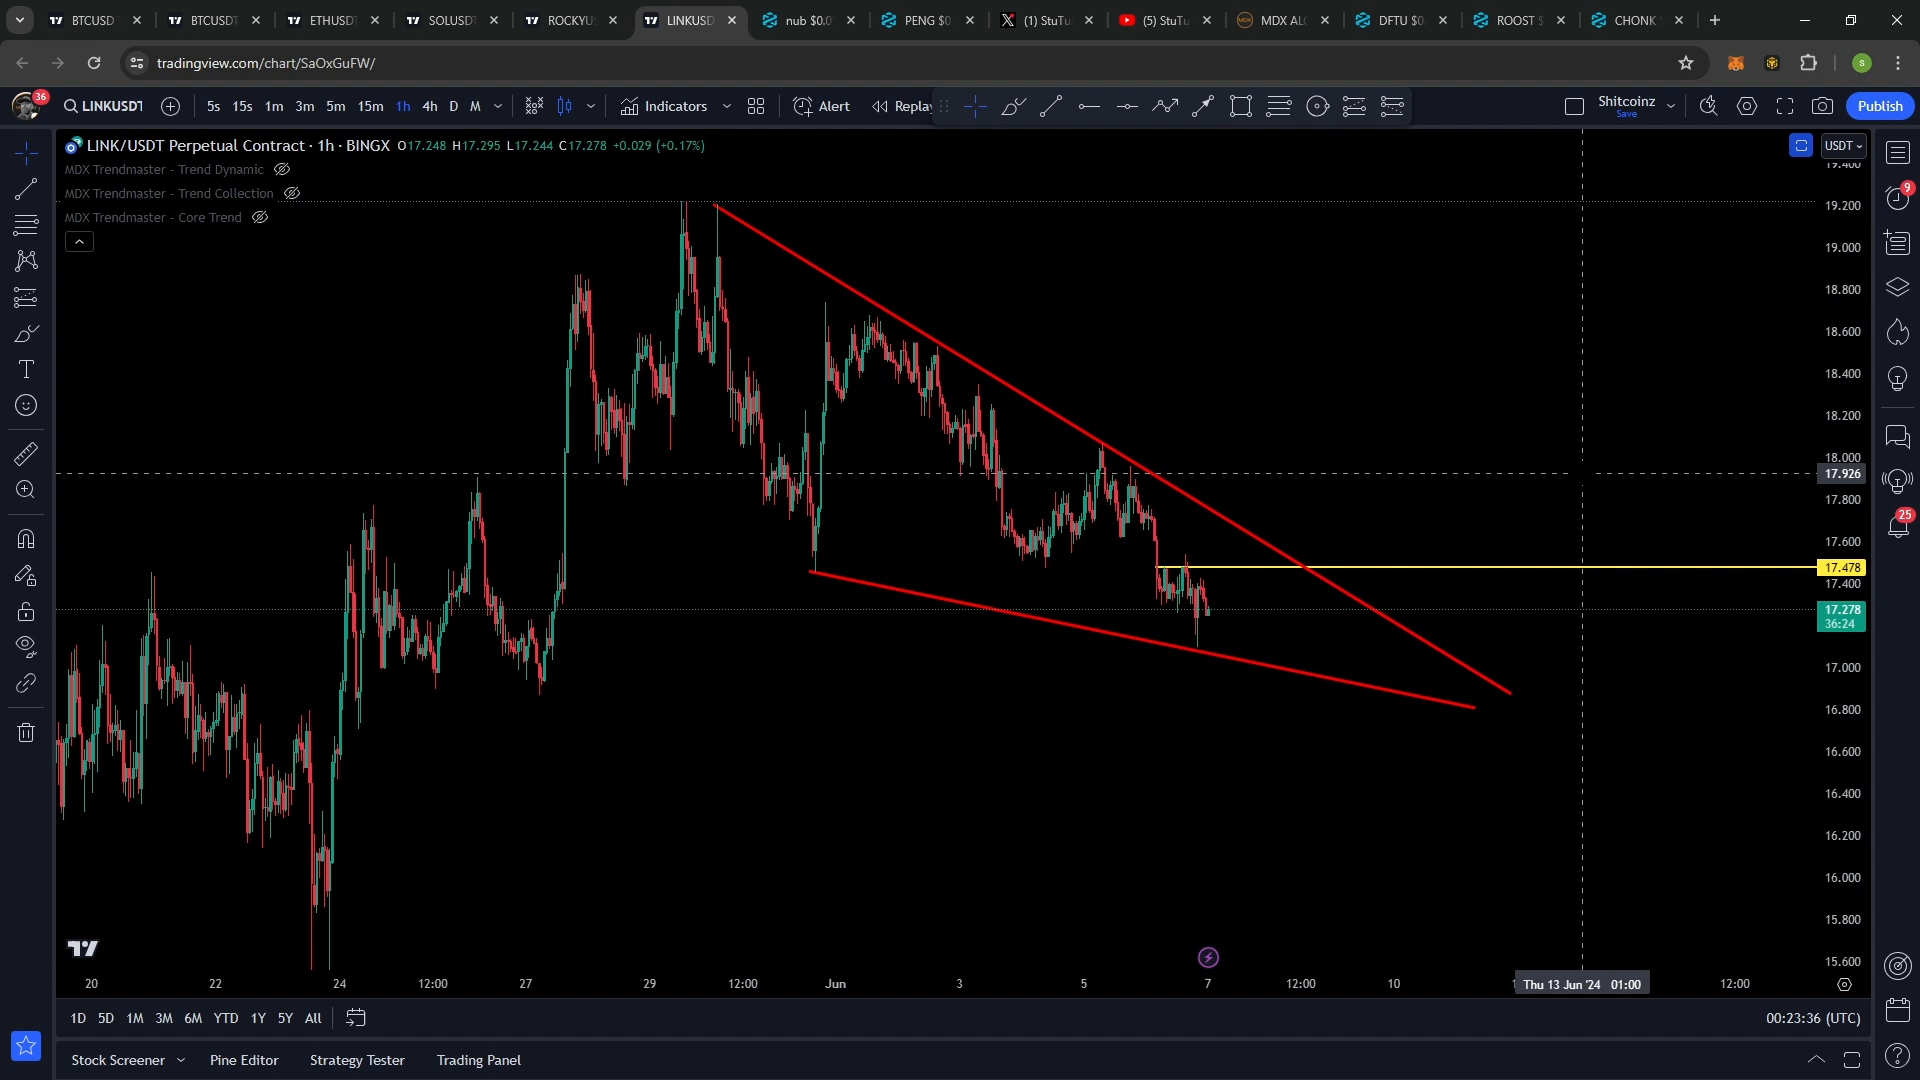 BTCUSD
BTCUSDT
ETHUSDT
SOLUSDT
ROCKYUS
LINKUSD
nub $0.0
PENG $0
(1) StuTu
(5) StuTu
MDX ALG
DFTU $0.
ROOST $
CHONK
tradingview.com/chart/SaOxGuFW/
S
36
LINKUSDT 5s 15s 1m 3m 5m 15m 1h 4h D M Indicators Alert Replay
Shitcoinz
Save
Publish
LINK/USDT Perpetual Contract · 1h · BINGX O17.248 H17.295 L17.244 C17.278 +0.029 (+0.17%)
MDX Trendmaster - Trend Dynamic
MDX Trendmaster - Trend Collection
MDX Trendmaster - Core Trend
USDT
19.400
19.200
19.000
18.800
18.600
18.400
18.200
18.000
17.926
17.800
17.600
17.478
17.400
17.278
36:24
17.000
16.800
16.600
16.400
16.200
16.000
15.800
15.600
9
25
20 22 24 12:00 27 29 12:00 Jun 3 5 7 12:00 10 Thu 13 Jun '24 01:00 12:00
1D 5D 1M 3M 6M YTD 1Y 5Y All
00:23:36 (UTC)
Stock Screener Pine Editor Strategy Tester Trading Panel